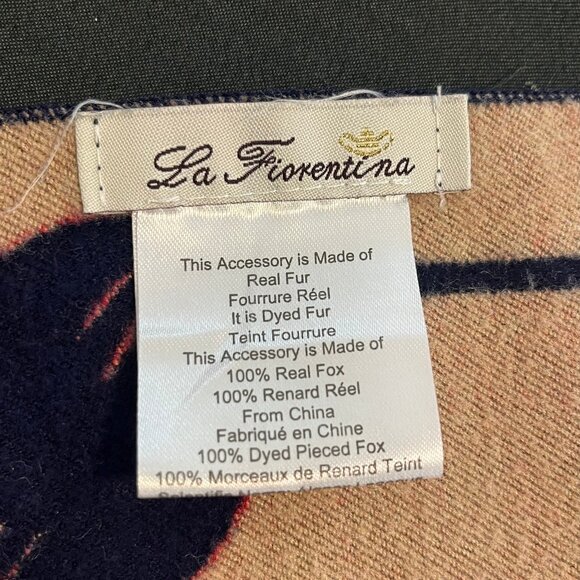 La Fiorentina
This Accessory is Made of
Real Fur
Fourrure Réel
It is Dyed Fur
Teint Fourrure
This Accessory is Made of
100% Real Fox
100% Renard Réel
From China
Fabriqué en Chine
100% Dyed Pieced Fox
100% Morceaux de Renard Teint